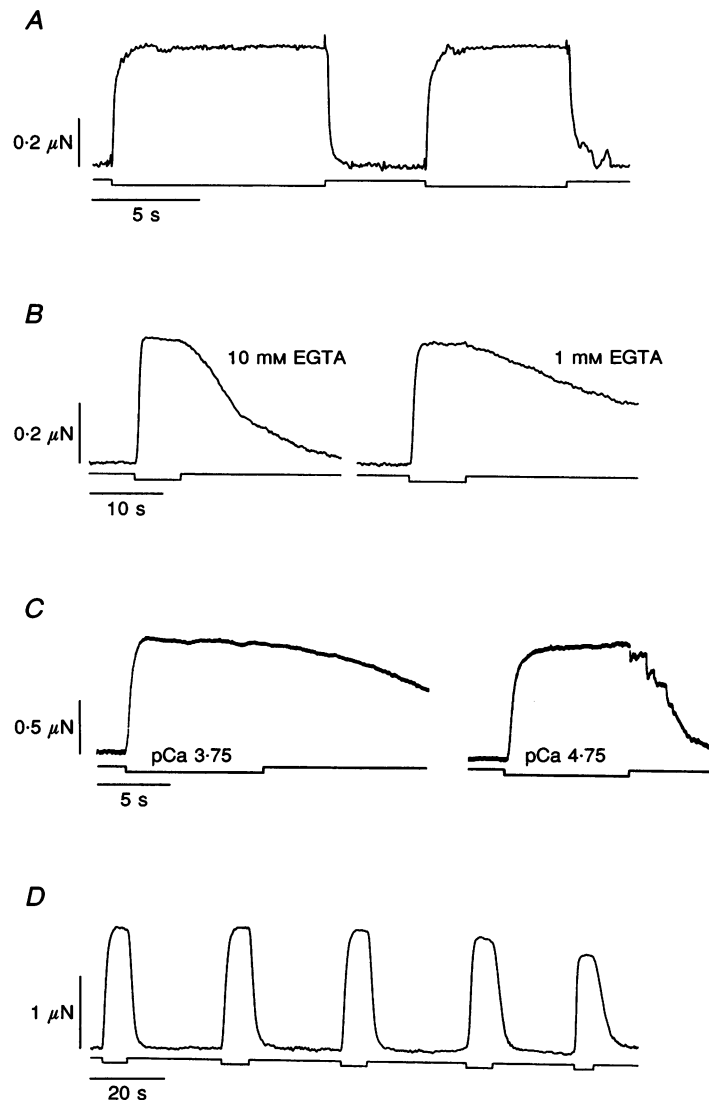 A
0·2 μN
5 s
B
10 mM EGTA
1 mM EGTA
0·2 μN
10 s
C
0·5 μN
pCa 3·75
pCa 4·75
5 s
D
1 μN
20 s